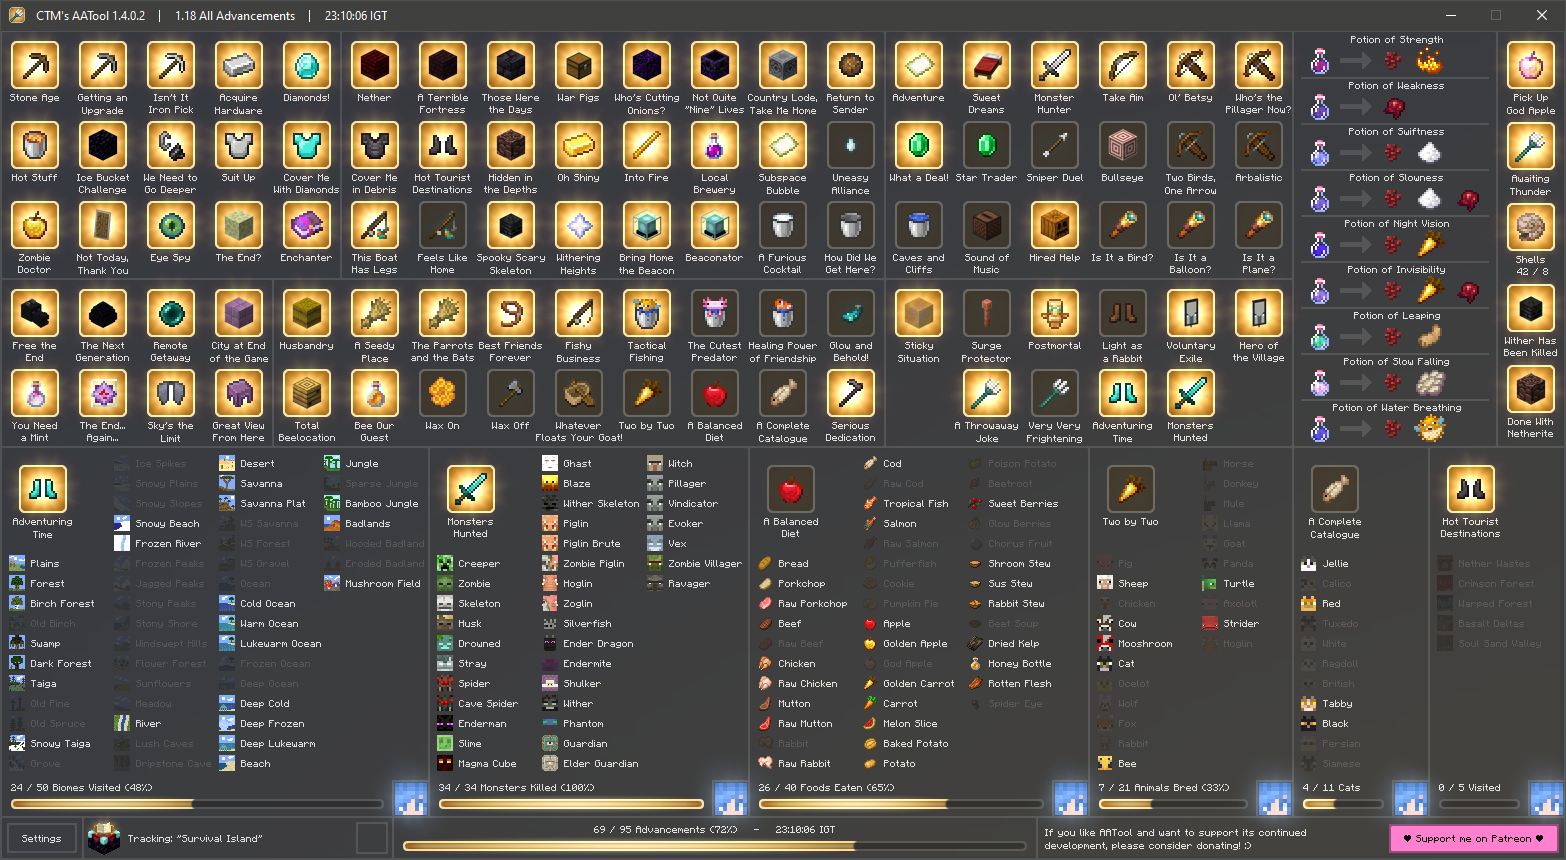 CTM's AATool 1.4.0.2 | 1.18 All Advancements | 23:10:06 IGT
Stone Age
Getting an
Upgrade
Isn't It
Iron Pick
Acquire
Hardware
Diamonds!
Nether
A Terrible
Fortress
Those Were
the Days
War Pigs
Who's Cutting
Onions?
Not Quite
"Nine" Lives
Country Lode,
Take Me Home
Return to
Sender
Adventure
Sweet
Dreams
Monster
Hunter
Take Aim
Ol' Betsy
Who's the
Pillager Now?
Hot Stuff
Ice Bucket
Challenge
We Need to
Go Deeper
Suit Up
Cover Me
With Diamonds
Cover Me
in Debris
Hot Tourist
Destinations
Hidden in
the Depths
Oh Shiny
Into Fire
Local
Brewery
Subspace
Bubble
Uneasy
Alliance
What a Deal!
Star Trader
Sniper Duel
Bullseye
Two Birds,
One Arrow
Arbalistic
Zombie
Doctor
Not Today,
Thank You
Eye Spy
The End?
Enchanter
This Boat
Has Legs
Feels Like
Home
Spooky Scary
Skeleton
Withering
Heights
Bring Home
the Beacon
Beaconator
A Furious
Cocktail
How Did We
Get Here?
Caves and
Cliffs
Sound of
Music
Hired Help
Is It a Bird?
Is It a
Balloon?
Is It a
Plane?
Free the
End
The Next
Generation
Remote
Getaway
City at End
of the Game
Husbandry
A Seedy
Place
The Parrots
and the Bats
Best Friends
Forever
Fishy
Business
Tactical
Fishing
The Cutest
Predator
Healing Power
of Friendship
Glow and
Behold!
Sticky
Situation
Surge
Protector
Postmortal
Light as
a Rabbit
Voluntary
Exile
Hero of
the Village
You Need
a Mint
The End...
Again...
Sky's the
Limit
Great View
From Here
Total
Beelocation
Bee Our
Guest
Wax On
Wax Off
Whatever
Floats Your Goat!
Two by Two
A Balanced
Diet
A Complete
Catalogue
Serious
Dedication
A Throwaway
Joke
Very Very
Frightening
Adventuring
Time
Monsters
Hunted
Potion of Strength
Potion of Weakness
Potion of Swiftness
Potion of Slowness
Potion of Night Vision
Potion of Invisibility
Potion of Leaping
Potion of Slow Falling
Potion of Water Breathing
Pick Up
God Apple
Awaiting
Thunder
Shells
42 / 8
Wither Has
Been Killed
Done With
Netherite
Adventuring
Time
Plains
Forest
Birch Forest
Old Birch
Swamp
Dark Forest
Taiga
Old Pine
Old Spruce
Snowy Taiga
Grove
Ice Spikes
Snowy Plains
Snowy Slopes
Snowy Beach
Frozen River
Frozen Peaks
Jagged Peaks
Stony Peaks
Stony Shore
Windswept Hills
Flower Forest
Sunflowers
Meadow
River
Lush Caves
Dripstone Cave
Desert
Savanna
Savanna Plat
WS Savanna
WS Forest
WS Gravel
Ocean
Cold Ocean
Warm Ocean
Lukewarm Ocean
Frozen Ocean
Deep Ocean
Deep Cold
Deep Frozen
Deep Lukewarm
Beach
Jungle
Sparse Jungle
Bamboo Jungle
Badlands
Wooded Badland
Eroded Badland
Mushroom Field
24 / 50 Biomes Visited (48%)
Monsters
Hunted
Creeper
Zombie
Skeleton
Husk
Drowned
Stray
Spider
Cave Spider
Enderman
Slime
Magma Cube
Ghast
Blaze
Wither Skeleton
Piglin
Piglin Brute
Zombie Piglin
Hoglin
Zoglin
Silverfish
Ender Dragon
Endermite
Shulker
Wither
Phantom
Guardian
Elder Guardian
Witch
Pillager
Vindicator
Evoker
Vex
Zombie Villager
Ravager
34 / 34 Monsters Killed (100%)
A Balanced
Diet
Bread
Porkchop
Raw Porkchop
Beef
Raw Beef
Chicken
Raw Chicken
Mutton
Raw Mutton
Rabbit
Raw Rabbit
Cod
Raw Cod
Tropical Fish
Salmon
Raw Salmon
Pufferfish
Cookie
Pumpkin Pie
Apple
Golden Apple
God Apple
Golden Carrot
Carrot
Melon Slice
Baked Potato
Potato
Poison Potato
Beetroot
Sweet Berries
Glow Berries
Chorus Fruit
Shroom Stew
Sus Stew
Rabbit Stew
Beet Soup
Dried Kelp
Honey Bottle
Rotten Flesh
Spider Eye
26 / 40 Foods Eaten (65%)
Two by Two
Pig
Sheep
Chicken
Cow
Mooshroom
Cat
Ocelot
Wolf
Fox
Rabbit
Bee
Horse
Donkey
Mule
Llama
Goat
Panda
Turtle
Axolotl
Strider
Hoglin
7 / 21 Animals Bred (33%)
A Complete
Catalogue
Jellie
Calico
Red
Tuxedo
White
Ragdoll
British
Tabby
Black
Persian
Siamese
4 / 11 Cats
Hot Tourist
Destinations
Nether Wastes
Crimson Forest
Warped Forest
Basalt Deltas
Soul Sand Valley
0 / 5 Visited
Settings
Tracking: "Survival Island"
69 / 95 Advancements (72%) - 23:10:06 IGT
If you like AATool and want to support its continued
development, please consider donating! :)
♥ Support me on Patreon ♥